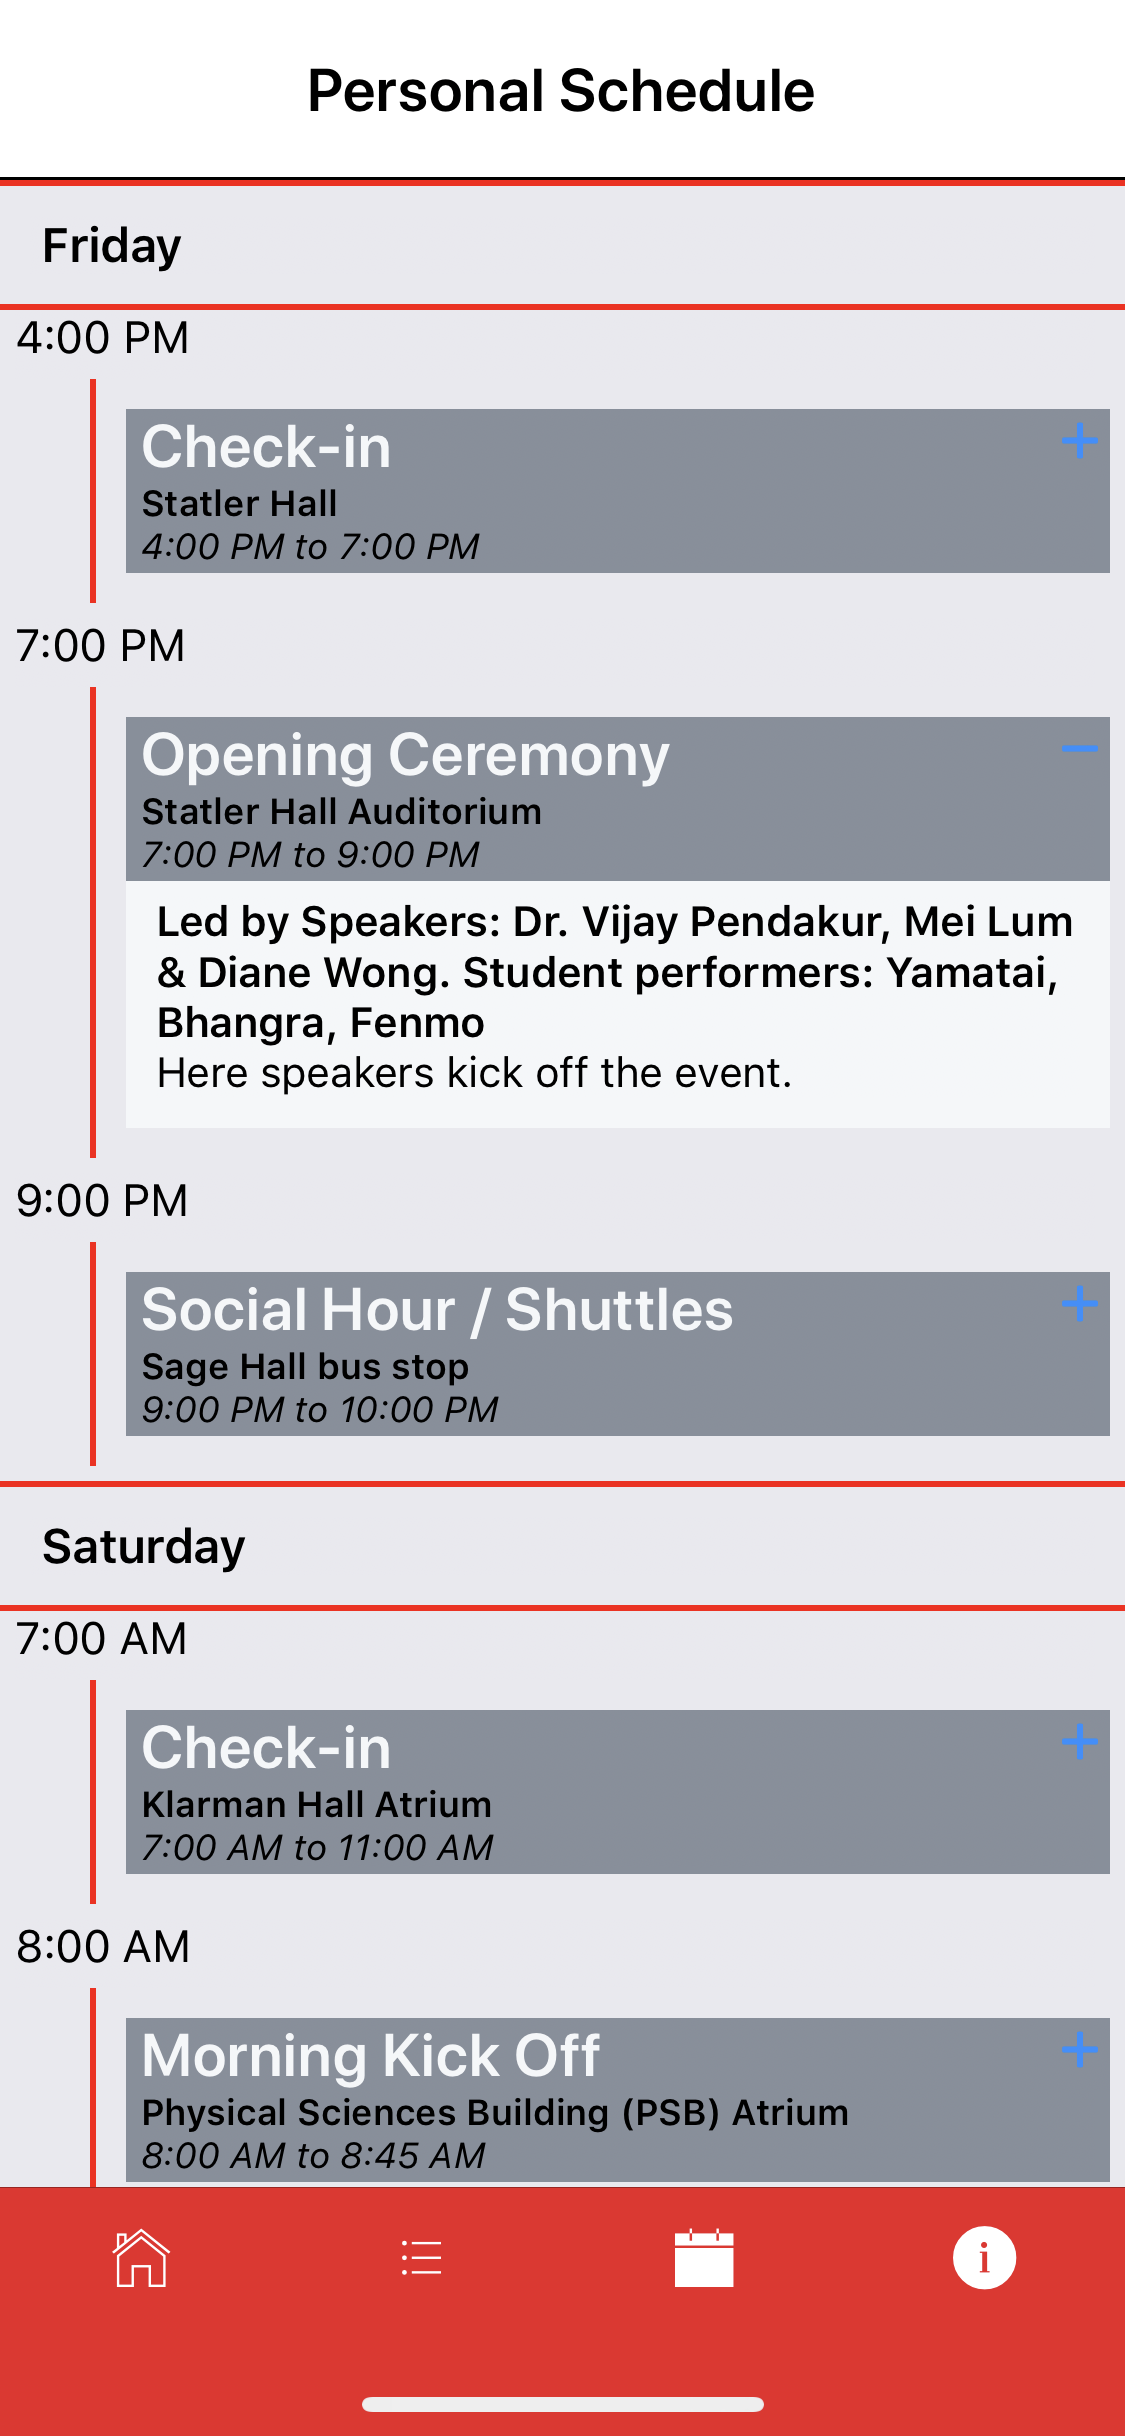 Personal Schedule
Friday
4:00 PM
Check-in
Statler Hall
4:00 PM to 7:00 PM
7:00 PM
Opening Ceremony
Statler Hall Auditorium
7:00 PM to 9:00 PM
Led by Speakers: Dr. Vijay Pendakur, Mei Lum
& Diane Wong. Student performers: Yamatai,
Bhangra, Fenmo
Here speakers kick off the event.
9:00 PM
Social Hour / Shuttles
Sage Hall bus stop
9:00 PM to 10:00 PM
Saturday
7:00 AM
Check-in
Klarman Hall Atrium
7:00 AM to 11:00 AM
8:00 AM
Morning Kick Off
Physical Sciences Building (PSB) Atrium
8:00 AM to 8:45 AM
i